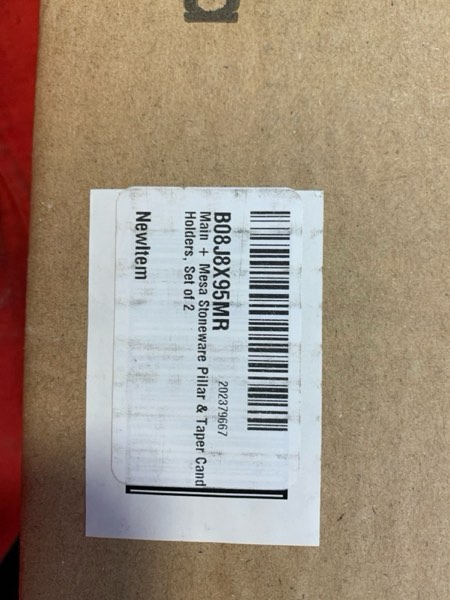 B08J8X95MR
202379667
Main + Mesa Stoneware Pillar & Taper Cand
Holders, Set of 2
NewItem